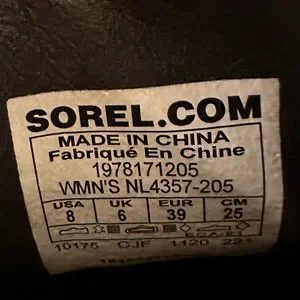 SOREL.COM
MADE IN CHINA
Fabriqué En Chine
1978171205
WMN'S NL4357-205
USA UK EUR CM
8 6 39 25
10175 CJF 1120 221